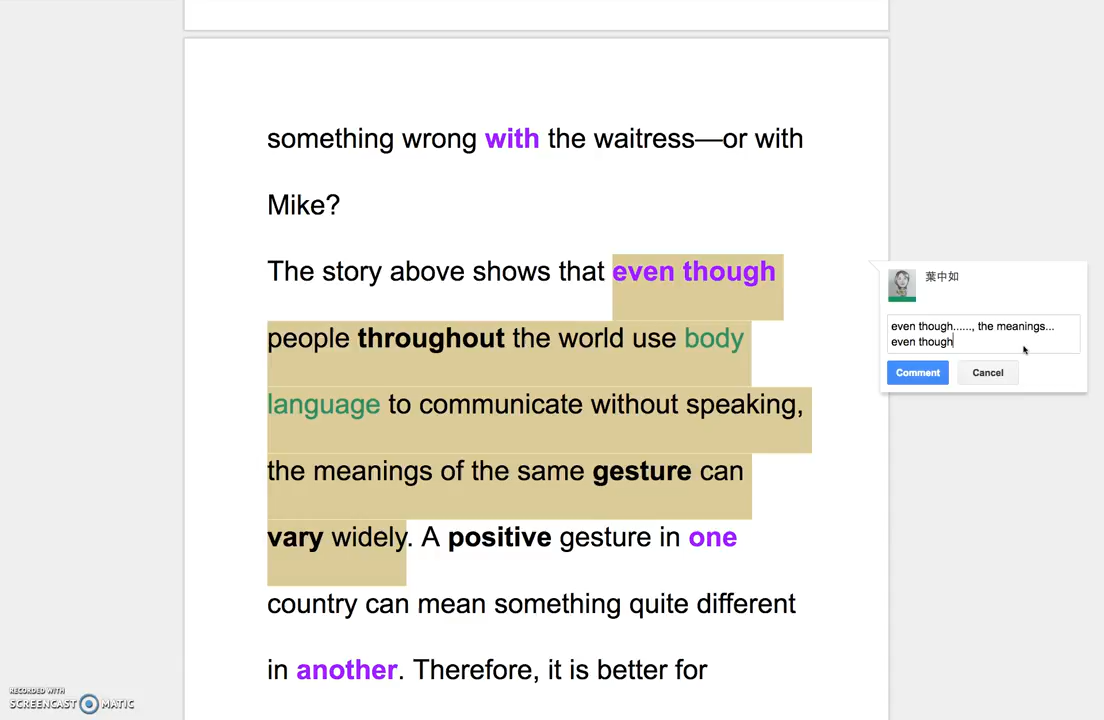 something wrong with the waitress—or with
Mike?
The story above shows that even though
people throughout the world use body
language to communicate without speaking,
the meanings of the same gesture can
vary widely. A positive gesture in one
country can mean something quite different
in another. Therefore, it is better for
葉中如
even though......, the meanings...
even though
Comment Cancel
RECORDED WITH
SCREENCAST MATIC